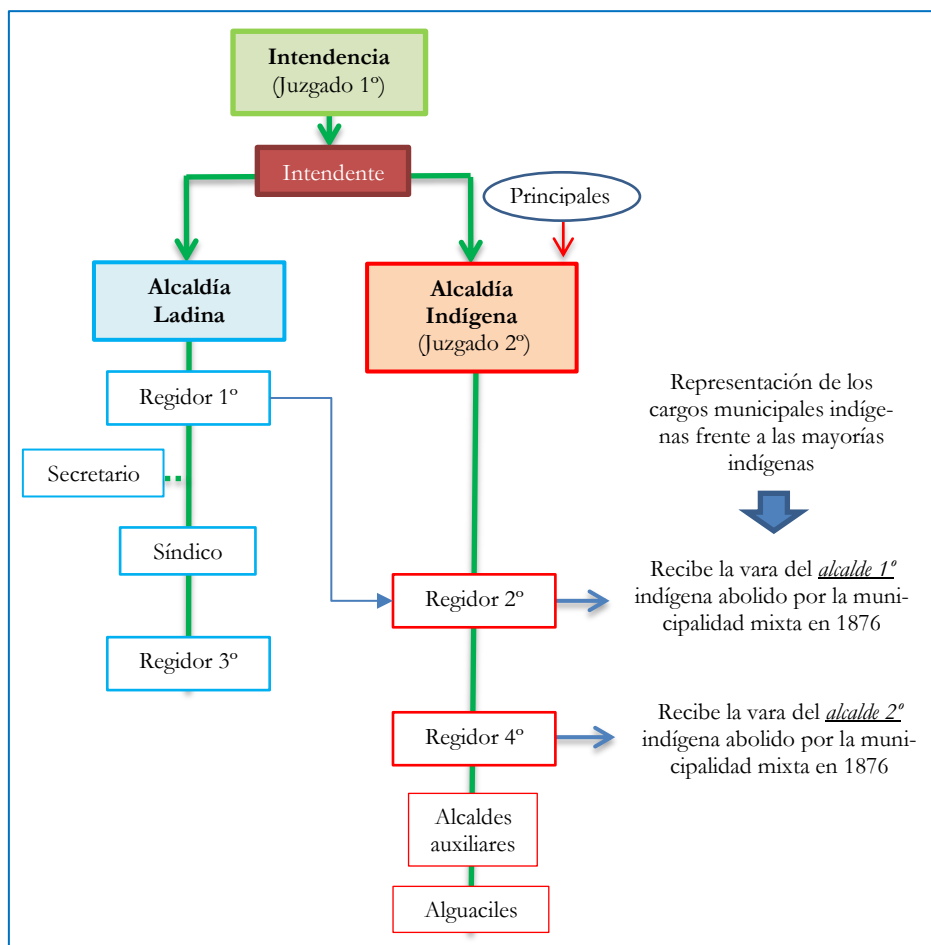 Intendencia
(Juzgado 1º)
Intendente
Principales
Alcaldía
Ladina
Alcaldía
Indígena
(Juzgado 2º)
Regidor 1º
Secretario
Síndico
Regidor 3º
Regidor 2º
Regidor 4º
Alcaldes
auxiliares
Alguaciles
Representación de los
cargos municipales indíge-
nas frente a las mayorías
indígenas
Recibe la vara del alcalde 1º
indígena abolido por la muni-
cipalidad mixta en 1876
Recibe la vara del alcalde 2º
indígena abolido por la muni-
cipalidad mixta en 1876